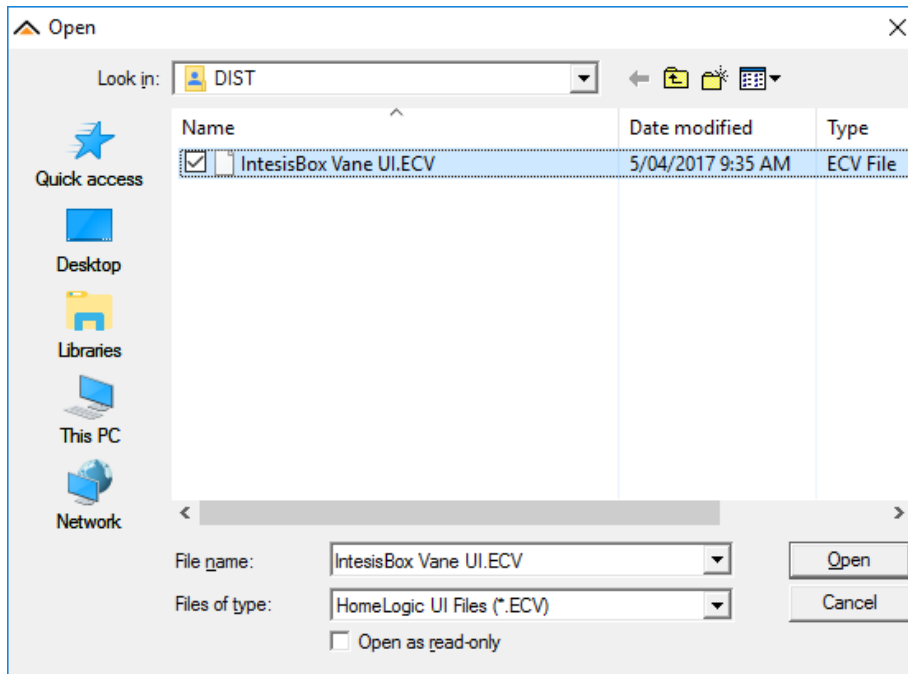 Open
Look in: DIST
Name Date modified Type
IntesisBox Vane UI.ECV 5/04/2017 9:35 AM ECV File
Quick access
Desktop
Libraries
This PC
Network
File name: IntesisBox Vane UI.ECV Open
Files of type: HomeLogic UI Files (*.ECV) Cancel
Open as read-only